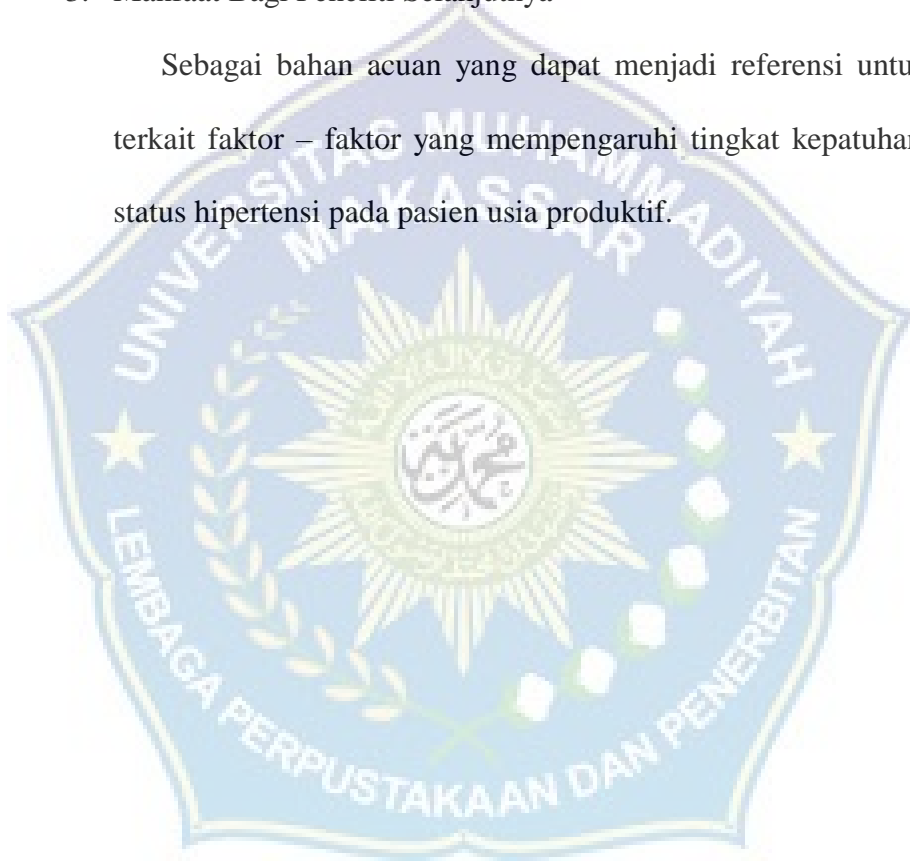 Sebagai bahan acuan yang dapat menjadi referensi untu
terkait faktor – faktor yang mempengaruhi tingkat kepatuhan
status hipertensi pada pasien usia produktif.
UNIVERSITAS MUHAMMADIYAH
MAKASSAR
LEMBAGA PERPUSTAKAAN DAN PENERBITAN